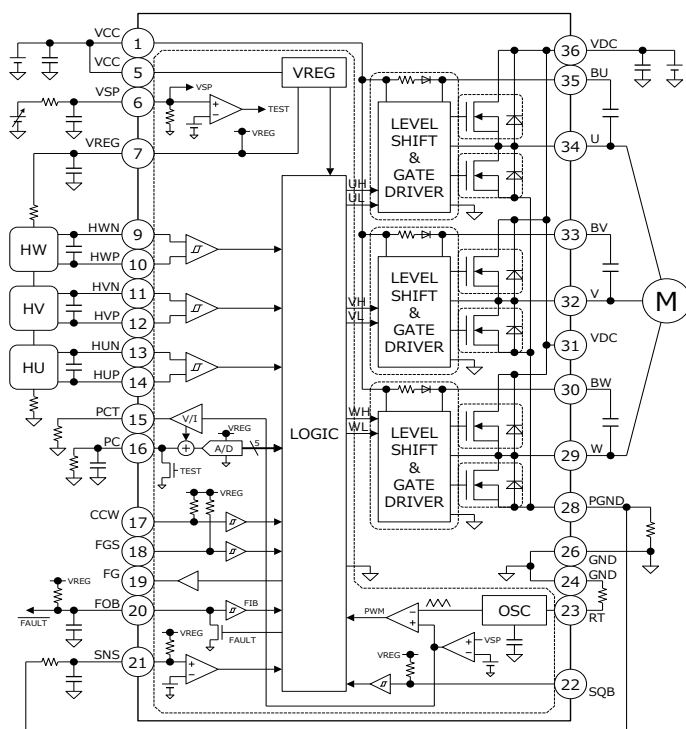 VCC
1
VCC
5
VSP
6
VREG
7
HWN
9
HWP
10
HW
HVN
11
HVP
12
HV
HUN
13
HUP
14
HU
PCT
15
PC
16
CCW
17
FGS
18
FG
19
FOB
20
VREG
FAULT
SNS
21
VREG
VSP
TEST
VREG
V/I
+
VREG
A/D
5
TEST
VREG
FIB
FAULT
VREG
LOGIC
UH
UL
VH
VL
WH
WL
LEVEL
SHIFT
&
GATE
DRIVER
LEVEL
SHIFT
&
GATE
DRIVER
LEVEL
SHIFT
&
GATE
DRIVER
PWM
OSC
VSP
VREG
36
VDC
35
BU
34
U
33
BV
32
V
31
VDC
30
BW
29
W
28
PGND
26
GND
24
GND
23
RT
22
SQB
M